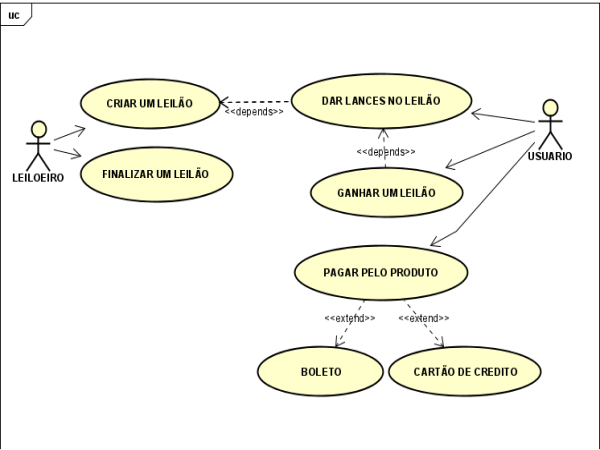 uc
CRIAR UM LEILÃO
DAR LANCES NO LEILÃO
<<depends>>
LEILOEIRO
FINALIZAR UM LEILÃO
<<depends>>
USUARIO
GANHAR UM LEILÃO
PAGAR PELO PRODUTO
<<extend>>
<<extend>>
BOLETO
CARTÃO DE CREDITO